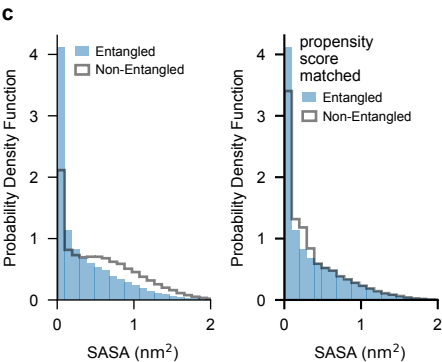 c
Probability Density Function
4
3
2
1
0
Entangled
Non-Entangled
0
1
2
SASA (nm²)
Probability Density Function
4
3
2
1
0
propensity
score
matched
Entangled
Non-Entangled
0
1
2
SASA (nm²)